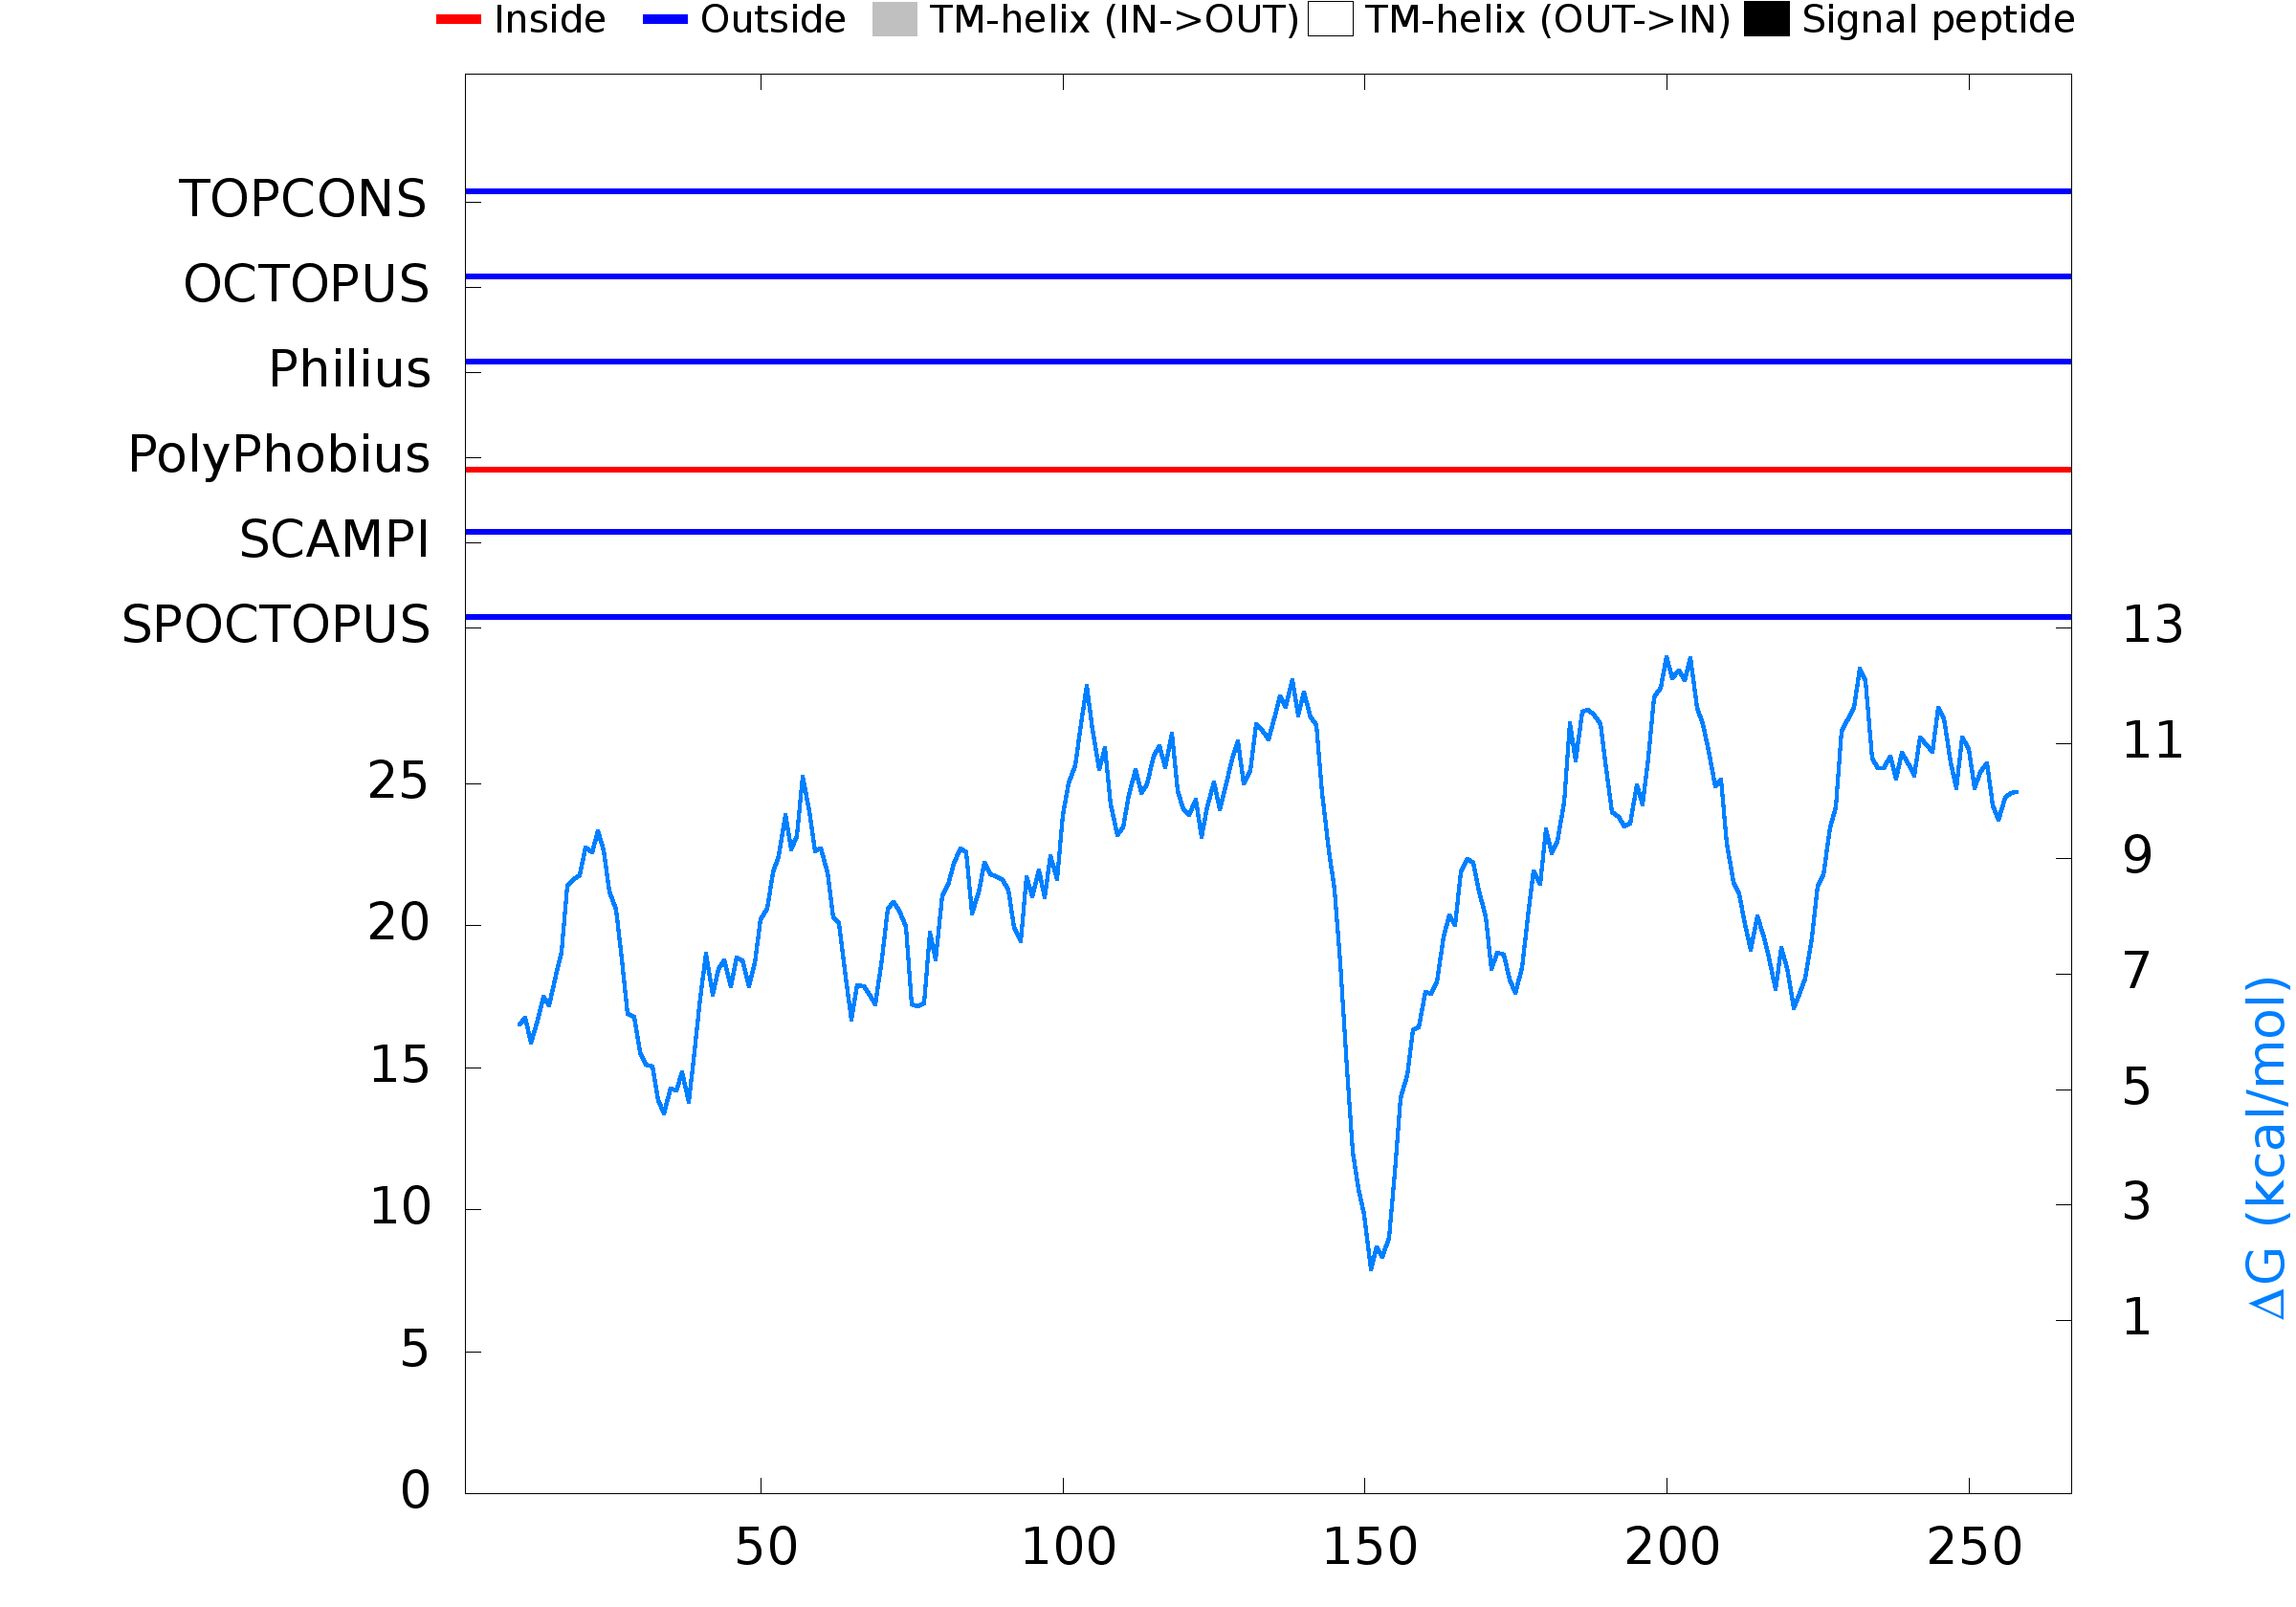 Inside Outside TM-helix (IN->OUT) TM-helix (OUT->IN) Signal peptide
TOPCONS
OCTOPUS
Philius
PolyPhobius
SCAMPI
SPOCTOPUS 13
11
25
9
20
7
15 5
10 3
1
5
0
ΔG (kcal/mol)
50 100 150 200 250